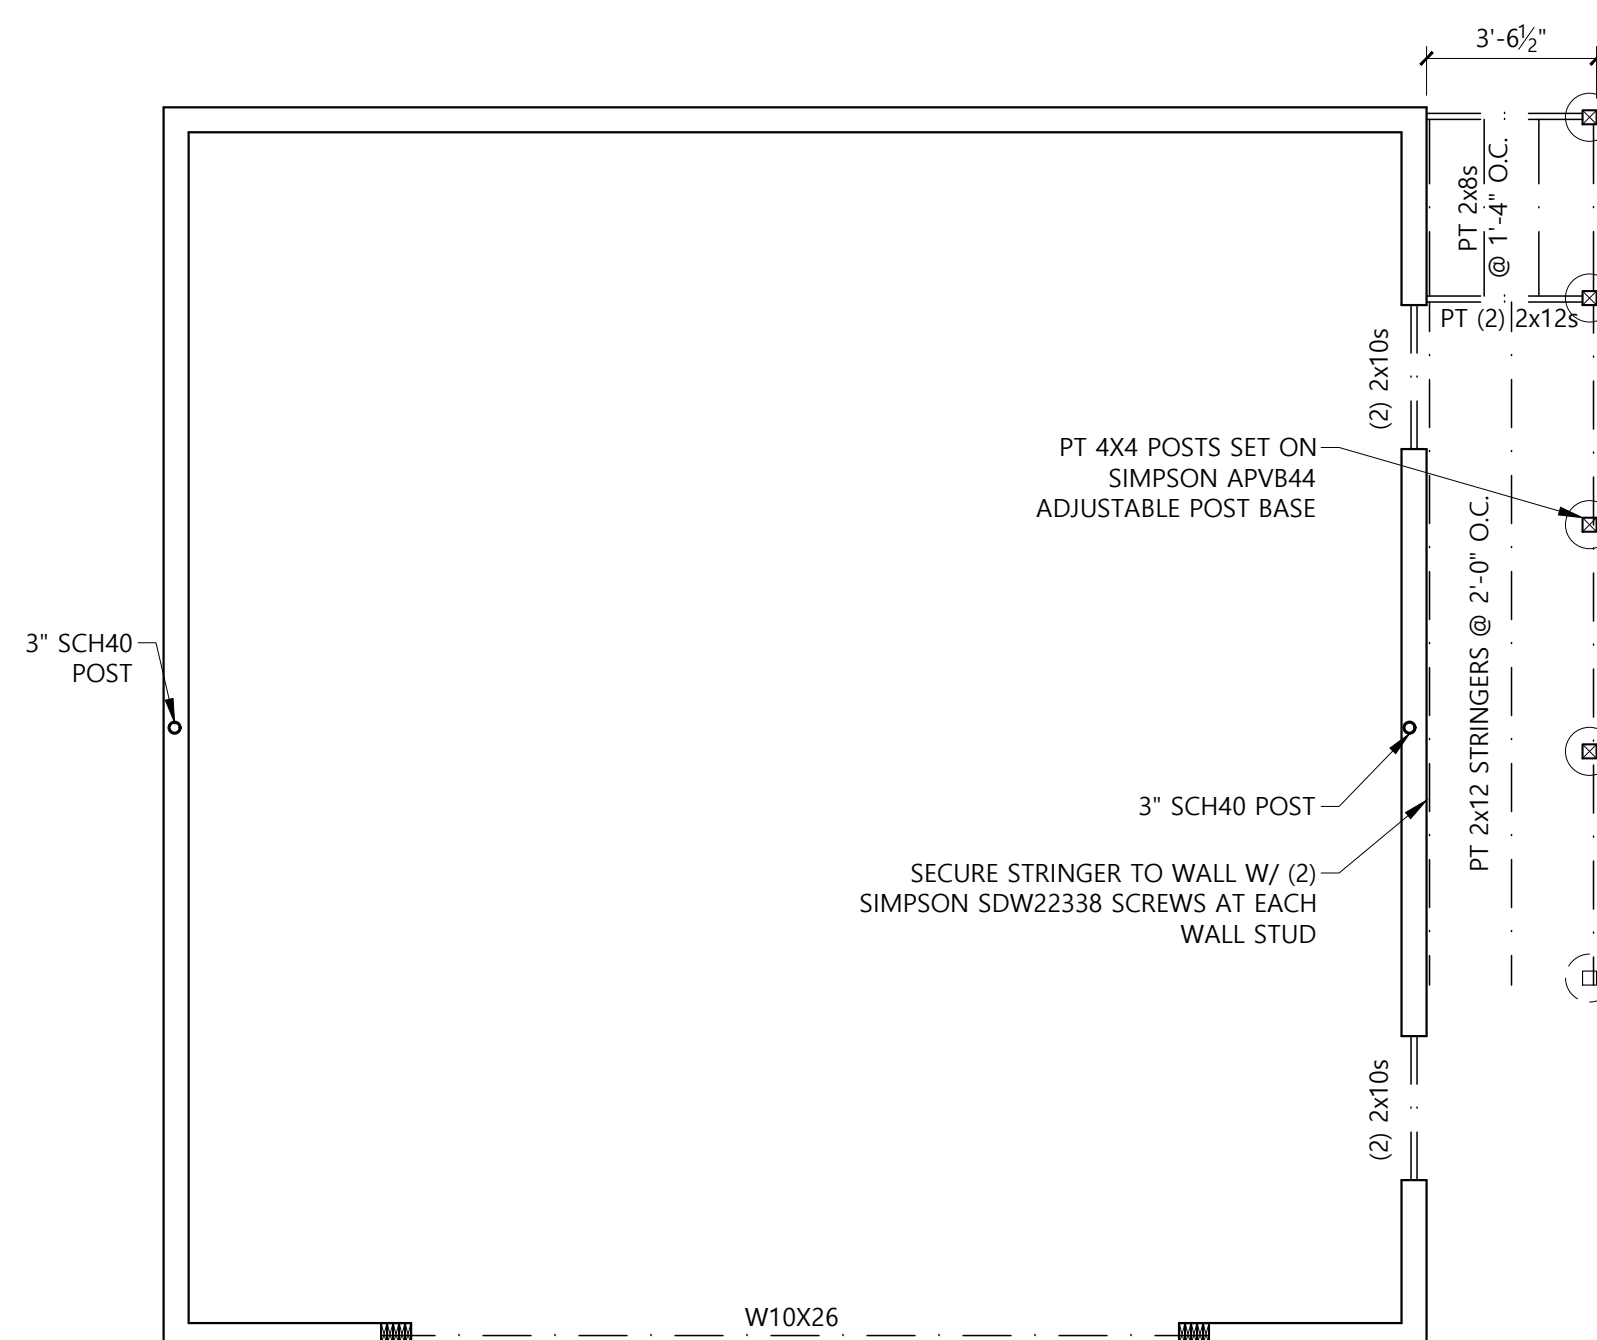 3'-6½"
PT 2x8s
@ 1'-4" O.C.
PT (2) 2x12s
(2) 2x10s
PT 4X4 POSTS SET ON
SIMPSON APVB44
ADJUSTABLE POST BASE
PT 2x12 STRINGERS @ 2'-0" O.C.
3" SCH40
POST
3" SCH40 POST
SECURE STRINGER TO WALL W/ (2)
SIMPSON SDW22338 SCREWS AT EACH
WALL STUD
(2) 2x10s
W10X26